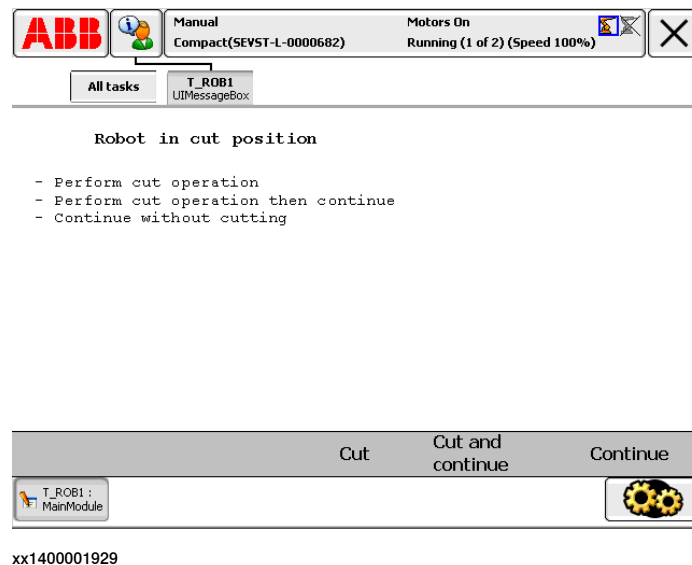 ABB
Manual
Compact(SEVST-L-0000682)
Motors On
Running (1 of 2) (Speed 100%)
All tasks
T_ROB1
UIMessageBox
Robot in cut position
- Perform cut operation
- Perform cut operation then continue
- Continue without cutting
Cut
Cut and
continue
Continue
T_ROB1 :
MainModule
xx1400001929